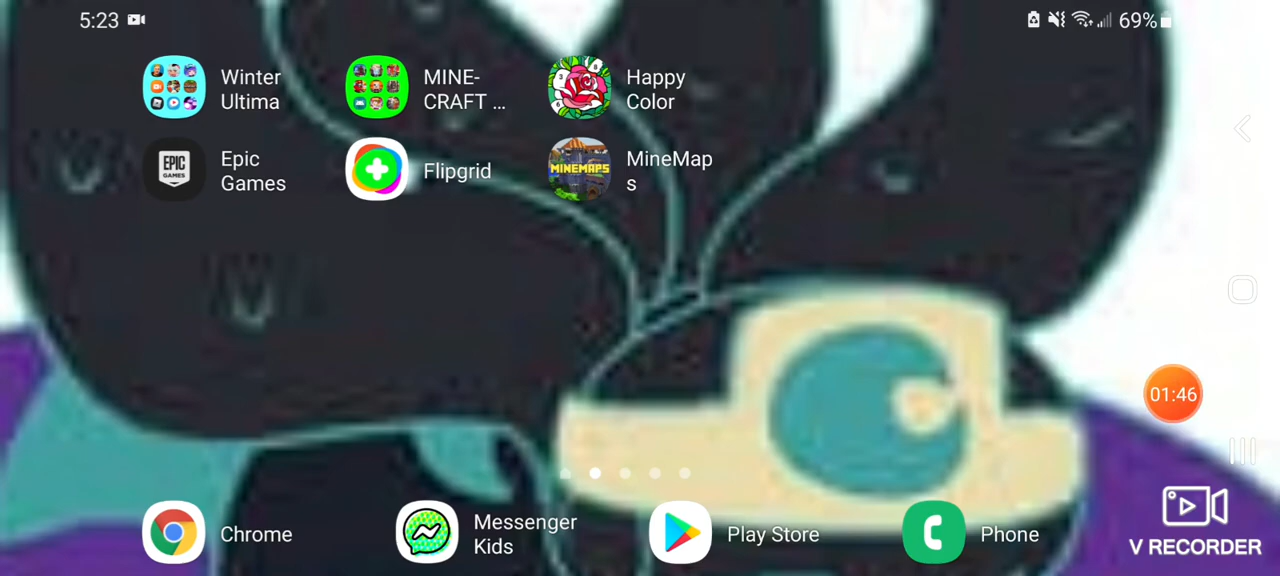 5:23
69%
Winter
Ultima
MINE-
CRAFT ...
Happy
Color
EPIC
GAMES
Epic
Games
Flipgrid
MINEMAPS
MineMap
s
01:46
Chrome
Messenger
Kids
Play Store
Phone
V RECORDER